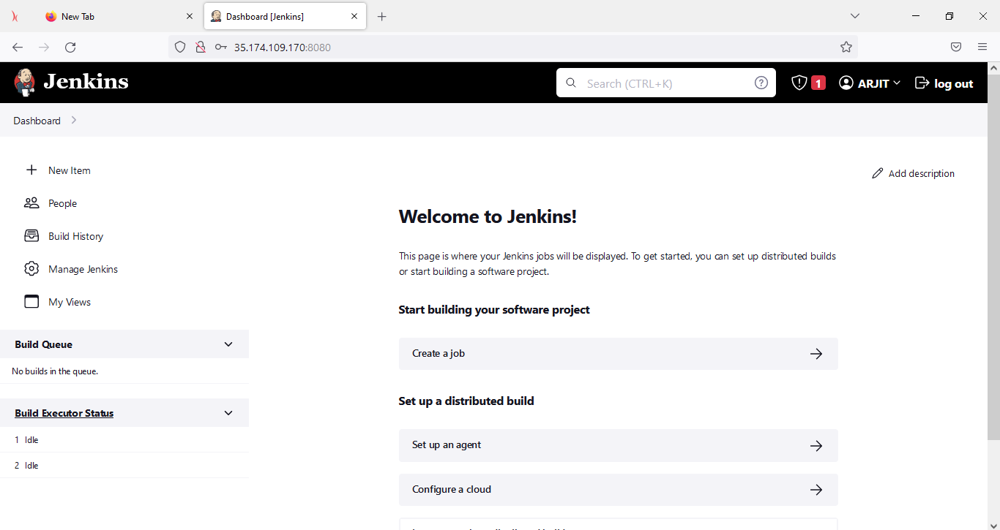 New Tab
Dashboard [Jenkins]
35.174.109.170:8080
Jenkins
Search (CTRL+K)
1
ARJIT
log out
Dashboard
New Item
Add description
People
Build History
Manage Jenkins
My Views
Welcome to Jenkins!
This page is where your Jenkins jobs will be displayed. To get started, you can set up distributed builds
or start building a software project.
Start building your software project
Create a job
Build Queue
No builds in the queue.
Set up a distributed build
Build Executor Status
1 Idle
2 Idle
Set up an agent
Configure a cloud